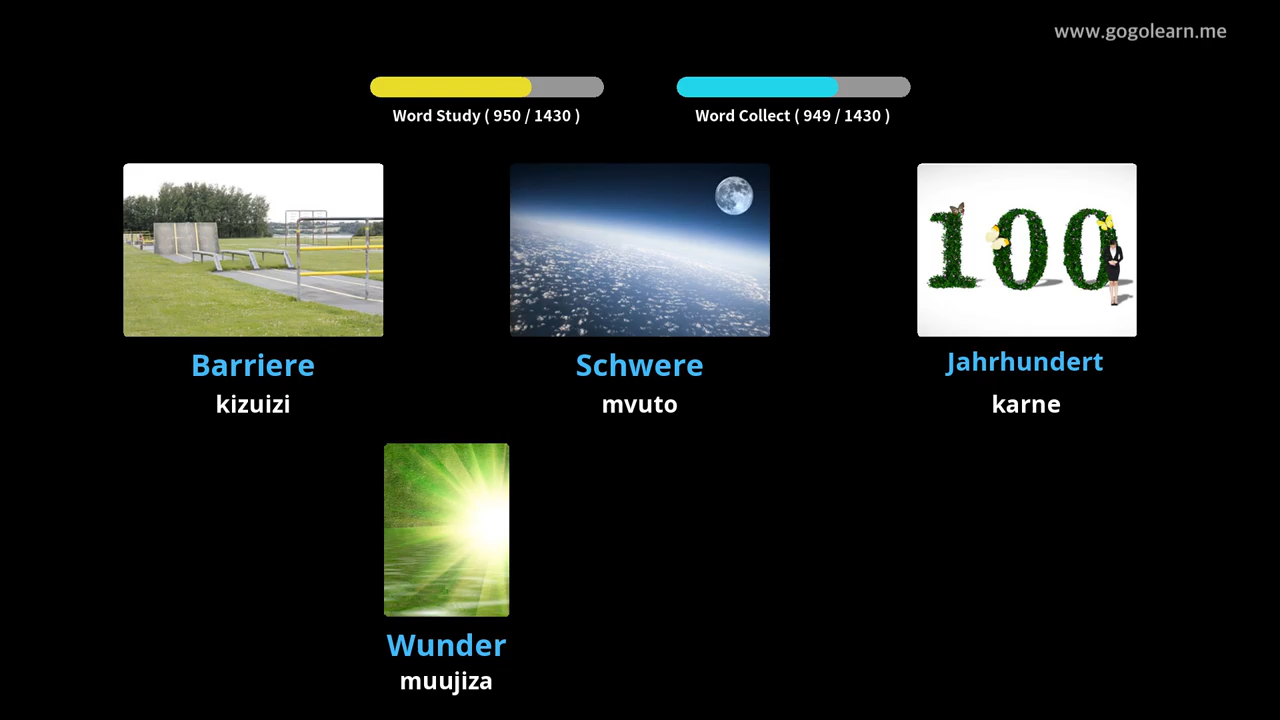 www.gogolearn.me
Word Study ( 950 / 1430 )
Word Collect ( 949 / 1430 )
100
Barriere
kizuizi
Schwere
mvuto
Jahrhundert
karne
Wunder
muujiza